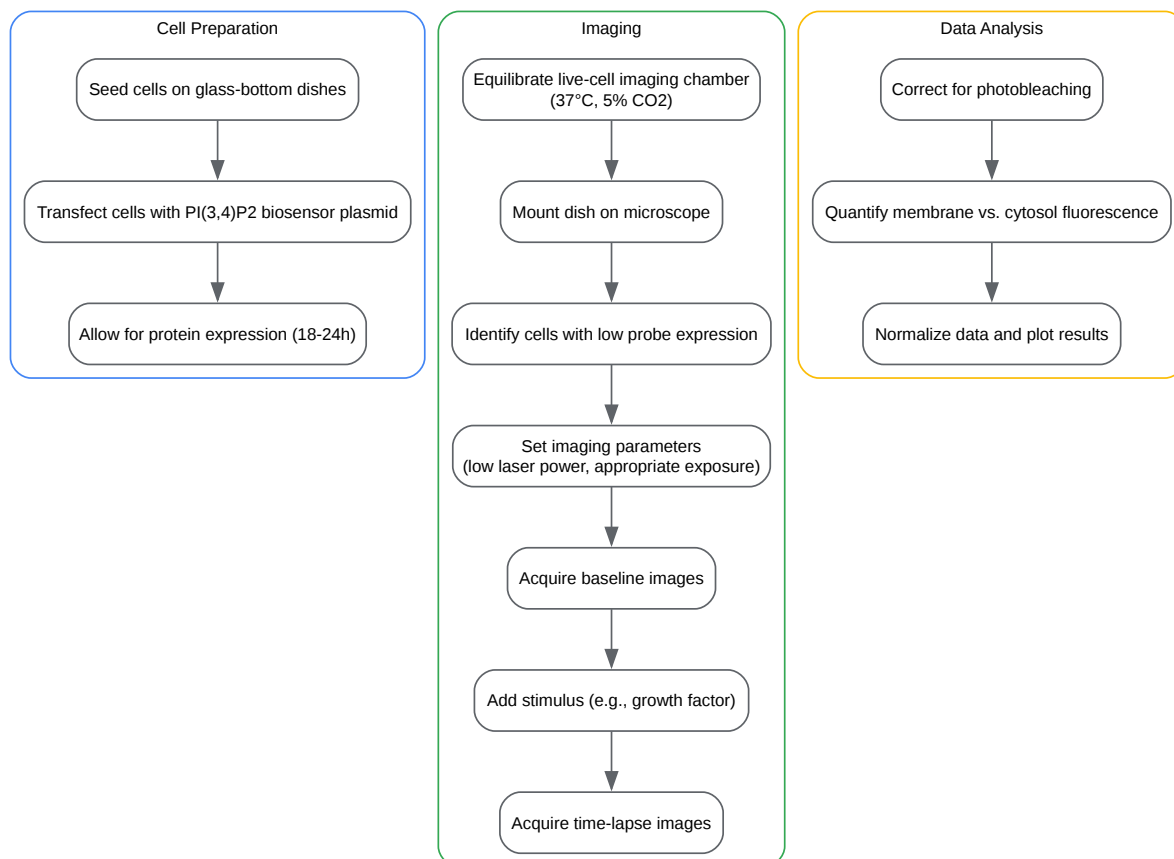 Cell Preparation
Seed cells on glass-bottom dishes
Transfect cells with PI(3,4)P2 biosensor plasmid
Allow for protein expression (18-24h)
Imaging
Equilibrate live-cell imaging chamber
(37°C, 5% CO2)
Mount dish on microscope
Identify cells with low probe expression
Set imaging parameters
(low laser power, appropriate exposure)
Acquire baseline images
Add stimulus (e.g., growth factor)
Acquire time-lapse images
Data Analysis
Correct for photobleaching
Quantify membrane vs. cytosol fluorescence
Normalize data and plot results